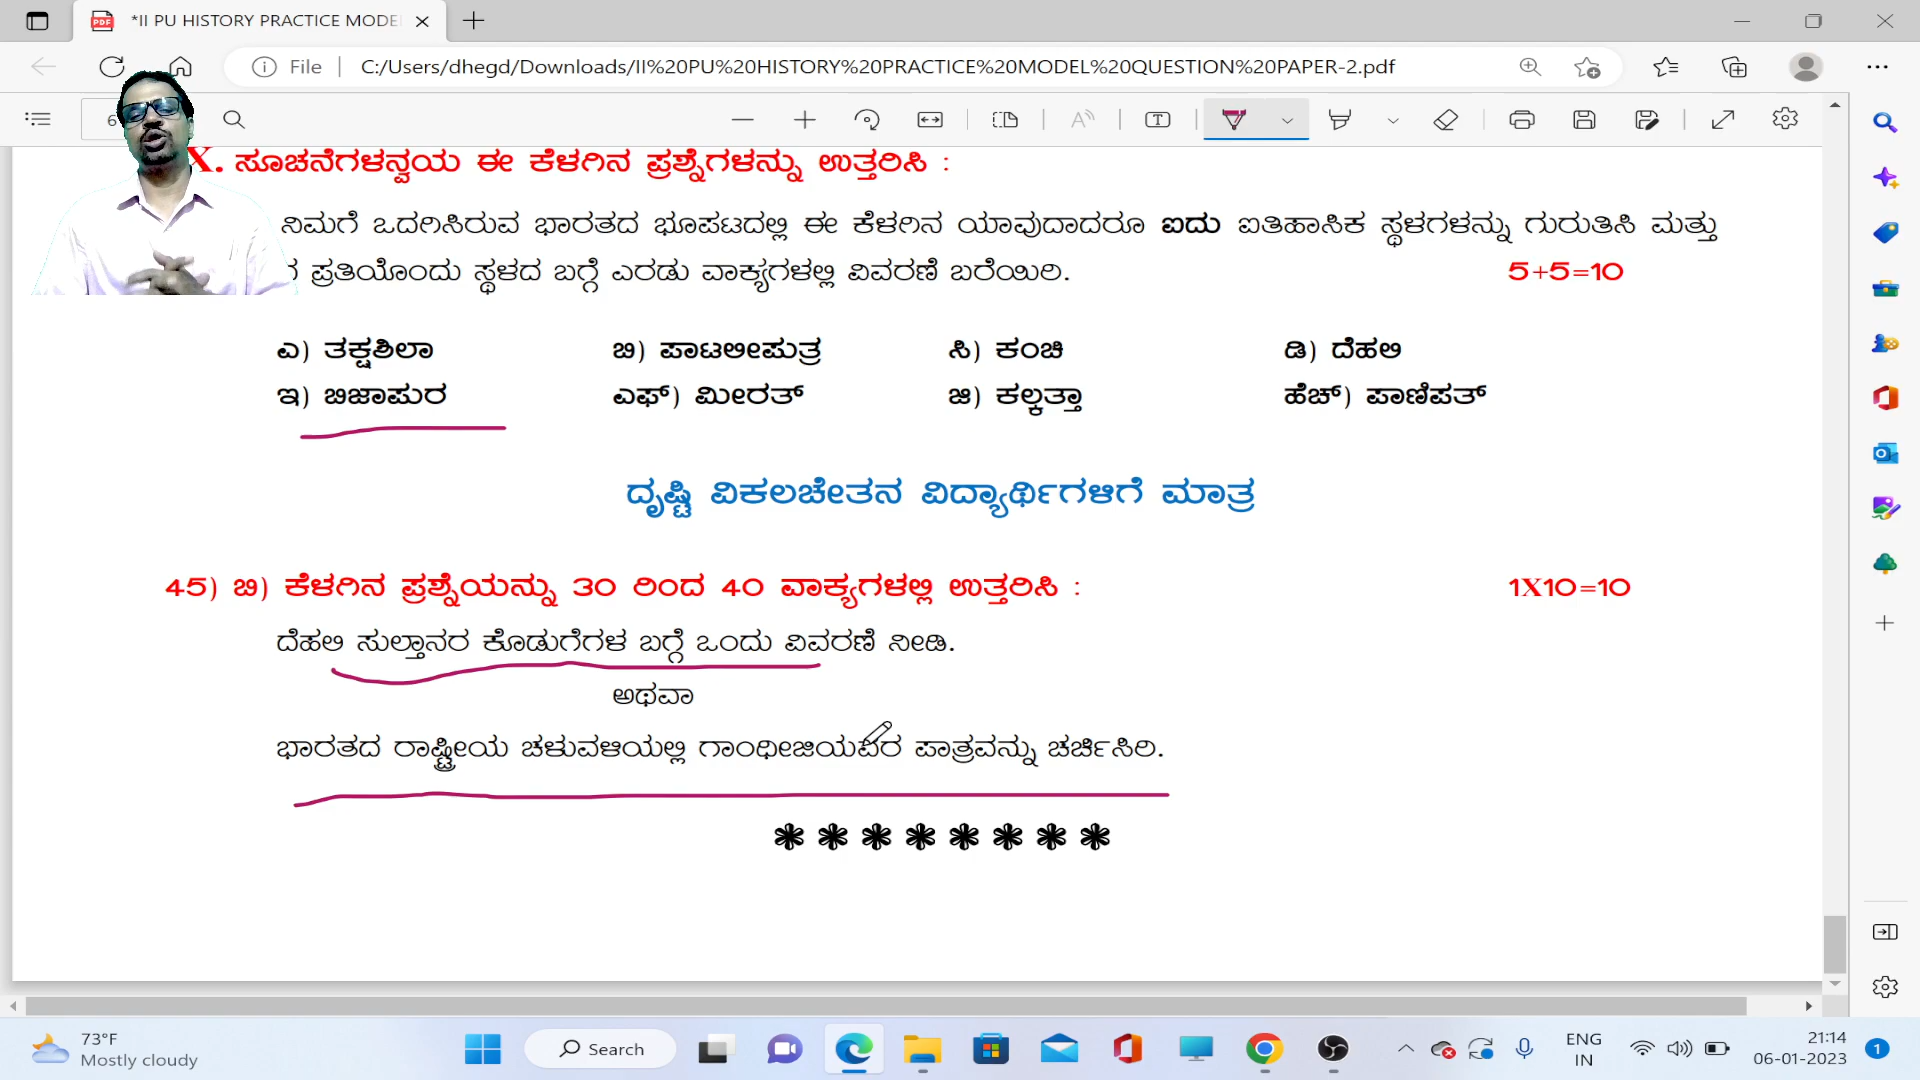 *II PU HISTORY PRACTICE MODE
File C:/Users/dhegd/Downloads/II%20PU%20HISTORY%20PRACTICE%20MODEL%20QUESTION%20PAPER-2.pdf
6
X. ಸೂಚನೆಗಳನ್ವಯ ಈ ಕೆಳಗಿನ ಪ್ರಶ್ನೆಗಳನ್ನು ಉತ್ತರಿಸಿ :
ನಿಮಗೆ ಒದಗಿಸಿರುವ ಭಾರತದ ಭೂಪಟದಲ್ಲಿ ಈ ಕೆಳಗಿನ ಯಾವುದಾದರೂ ಐದು ಐತಿಹಾಸಿಕ ಸ್ಥಳಗಳನ್ನು ಗುರುತಿಸಿ ಮತ್ತು
ಪ್ರತಿಯೊಂದು ಸ್ಥಳದ ಬಗ್ಗೆ ಎರಡು ವಾಕ್ಯಗಳಲ್ಲಿ ವಿವರಣೆ ಬರೆಯಿರಿ. 5+5=10
ಎ) ತಕ್ಷಶಿಲಾ ಬಿ) ಪಾಟಲೀಪುತ್ರ ಸಿ) ಕಂಚಿ ಡಿ) ದೆಹಲಿ
ಇ) ಬಿಜಾಪುರ ಎಫ್) ಮೀರತ್ ಜಿ) ಕಲ್ಕತ್ತಾ ಹೆಚ್) ಪಾಣಿಪತ್
ದೃಷ್ಟಿ ವಿಕಲಚೇತನ ವಿದ್ಯಾರ್ಥಿಗಳಿಗೆ ಮಾತ್ರ
45) ಬಿ) ಕೆಳಗಿನ ಪ್ರಶ್ನೆಯನ್ನು 30 ರಿಂದ 40 ವಾಕ್ಯಗಳಲ್ಲಿ ಉತ್ತರಿಸಿ : 1X10=10
ದೆಹಲಿ ಸುಲ್ತಾನರ ಕೊಡುಗೆಗಳ ಬಗ್ಗೆ ಒಂದು ವಿವರಣೆ ನೀಡಿ.
ಅಥವಾ
ಭಾರತದ ರಾಷ್ಟ್ರೀಯ ಚಳುವಳಿಯಲ್ಲಿ ಗಾಂಧೀಜಿಯವರ ಪಾತ್ರವನ್ನು ಚರ್ಚಿಸಿರಿ.
73°F
Mostly cloudy
Search
ENG
IN
21:14
06-01-2023
1